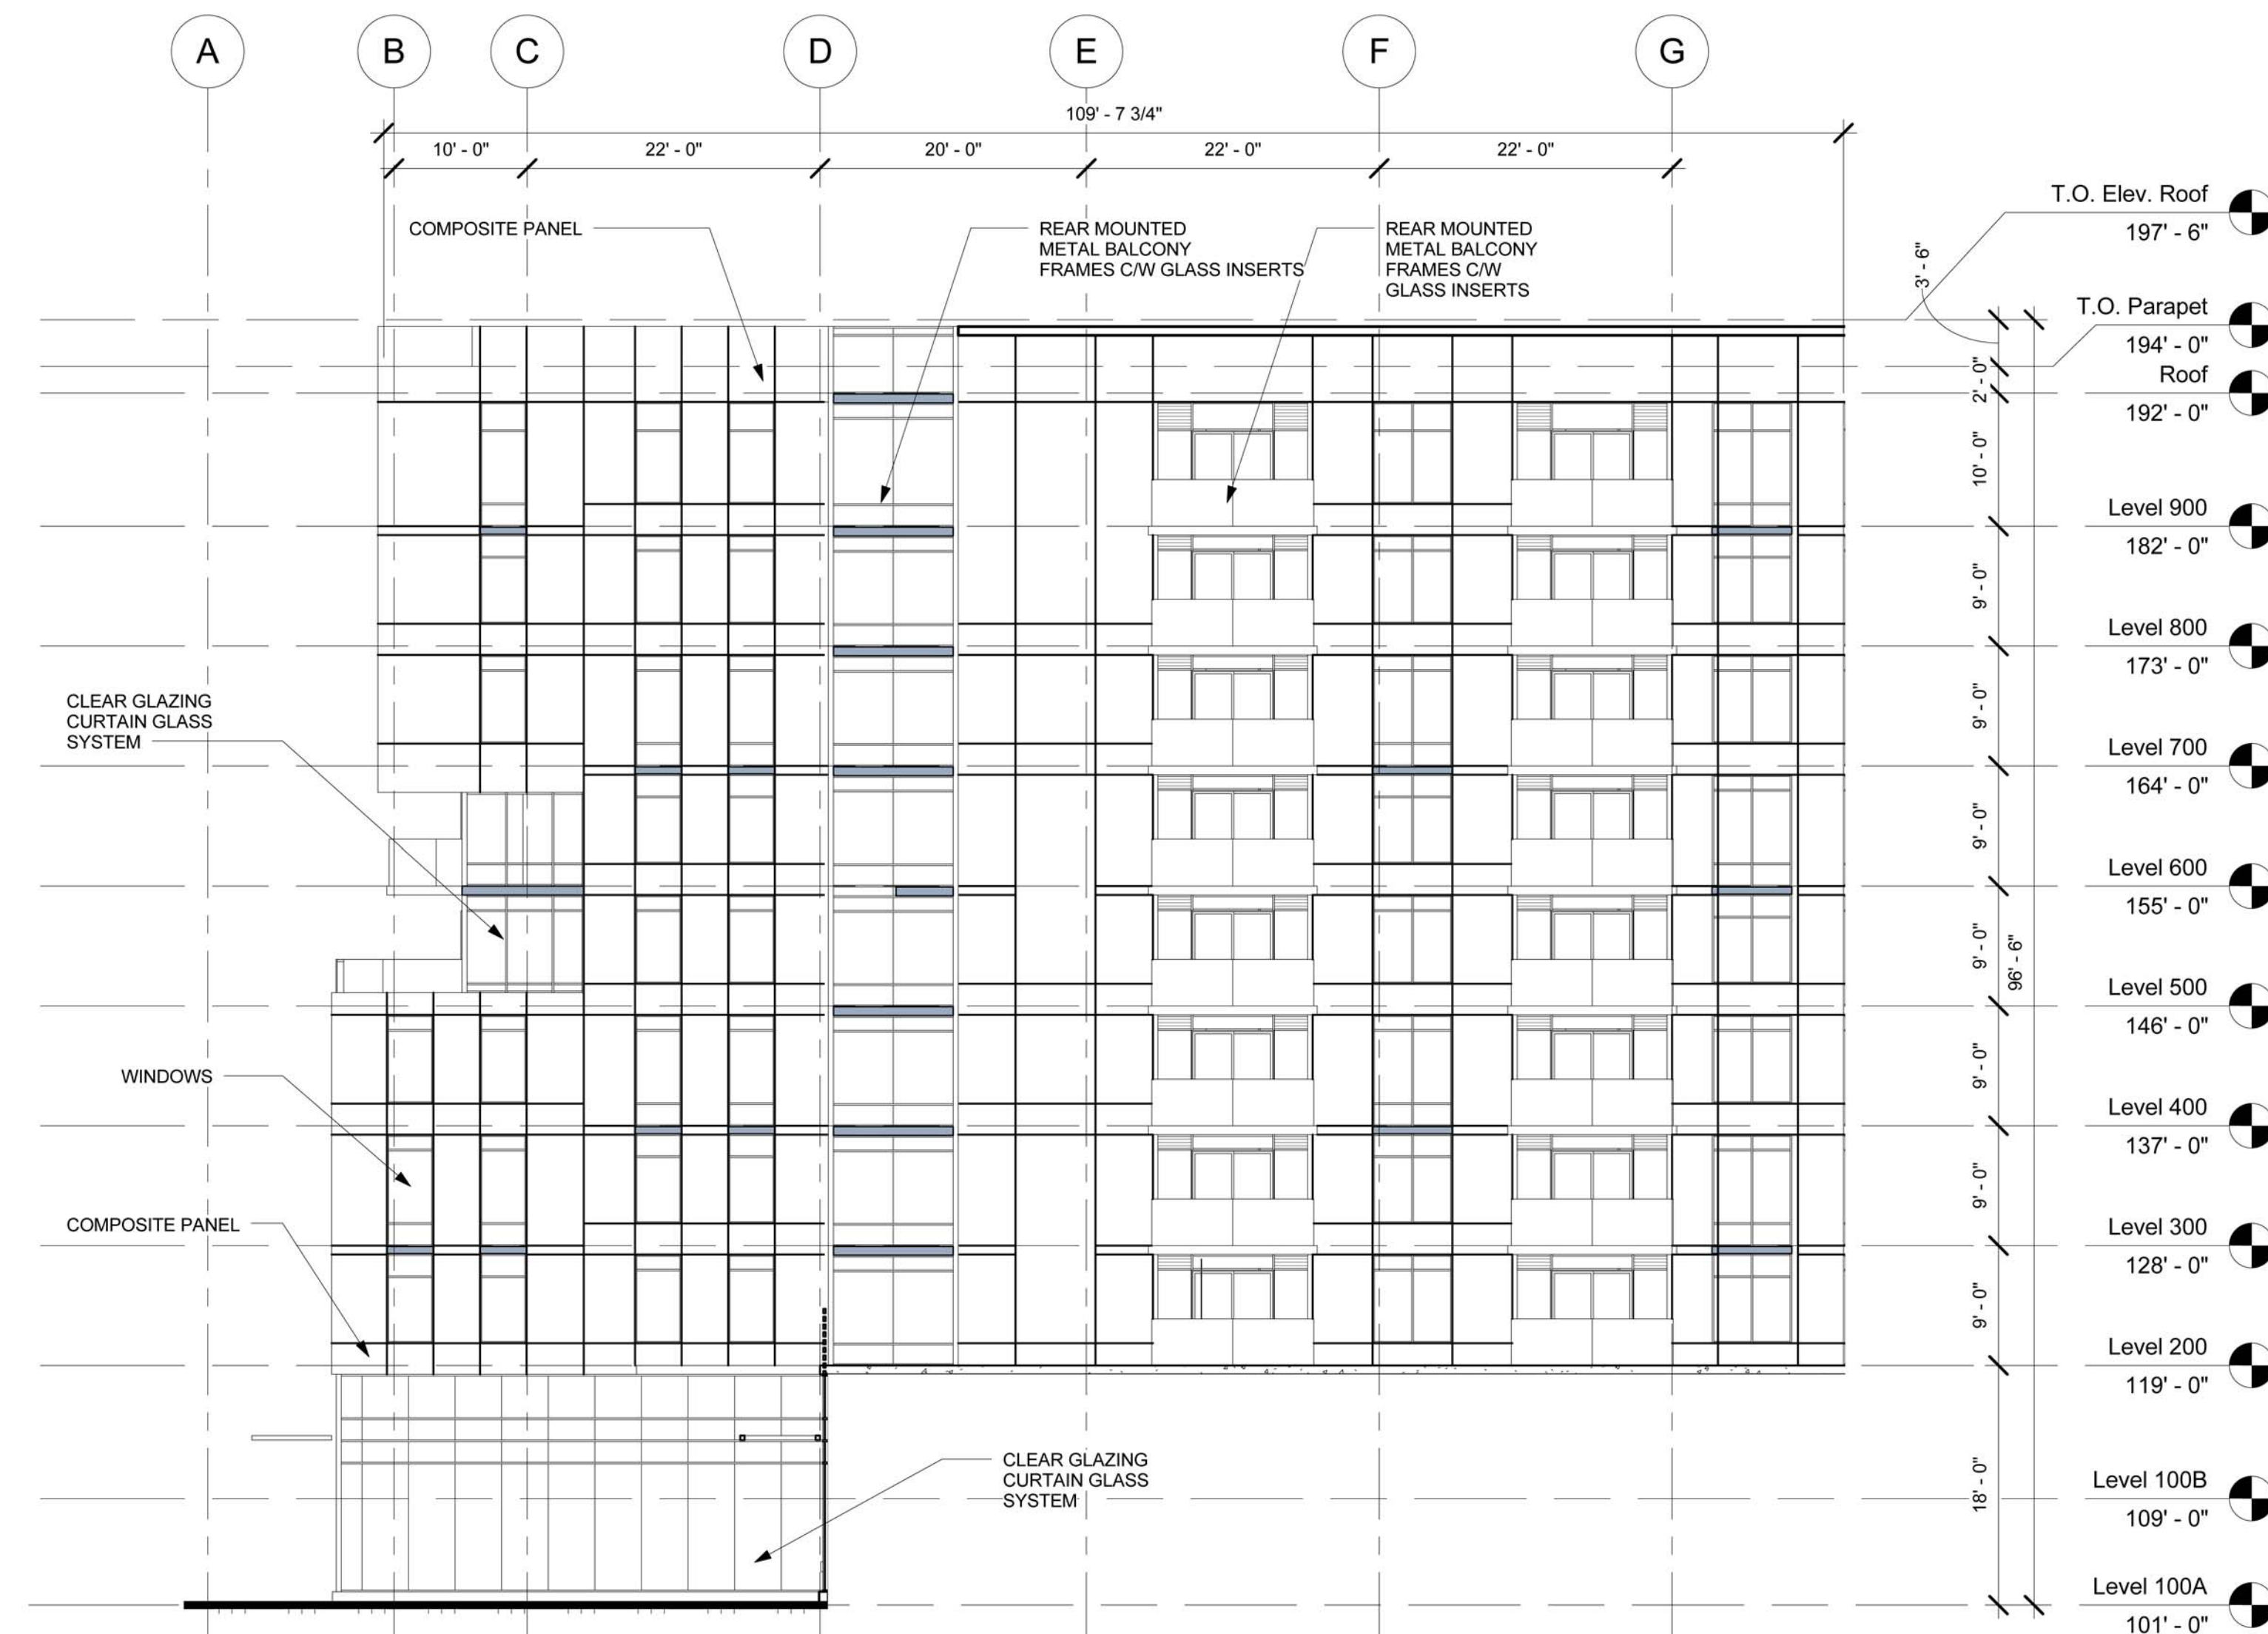 A
B
C
D
E
F
G
109' - 7 3/4"
10' - 0"
22' - 0"
20' - 0"
22' - 0"
22' - 0"
COMPOSITE PANEL
REAR MOUNTED
METAL BALCONY
FRAMES C/W GLASS INSERTS
REAR MOUNTED
METAL BALCONY
FRAMES C/W
GLASS INSERTS
CLEAR GLAZING
CURTAIN GLASS
SYSTEM
WINDOWS
COMPOSITE PANEL
CLEAR GLAZING
CURTAIN GLASS
SYSTEM
3' - 6"
2' - 0"
10' - 0"
9' - 0"
9' - 0"
9' - 0"
9' - 0"
9' - 0"
9' - 0"
9' - 0"
18' - 0"
96' - 6"
T.O. Elev. Roof
197' - 6"
T.O. Parapet
194' - 0"
Roof
192' - 0"
Level 900
182' - 0"
Level 800
173' - 0"
Level 700
164' - 0"
Level 600
155' - 0"
Level 500
146' - 0"
Level 400
137' - 0"
Level 300
128' - 0"
Level 200
119' - 0"
Level 100B
109' - 0"
Level 100A
101' - 0"